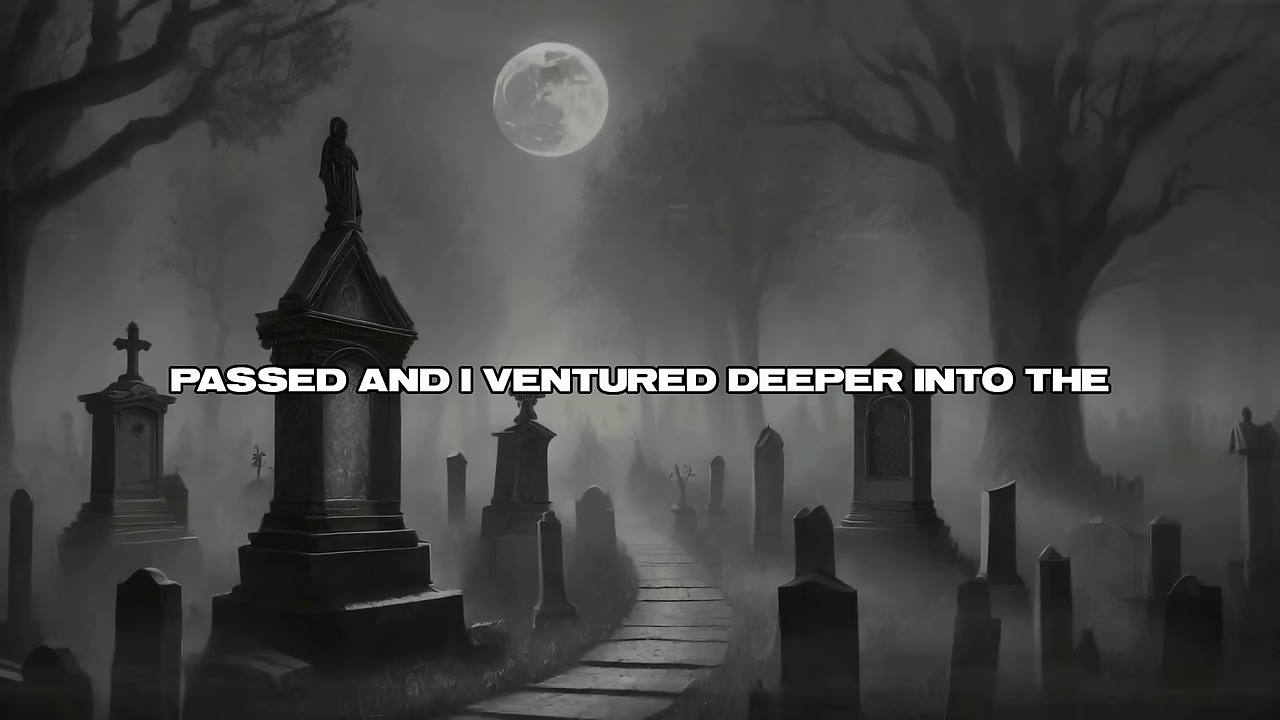 PASSED AND I VENTURED DEEPER INTO THE